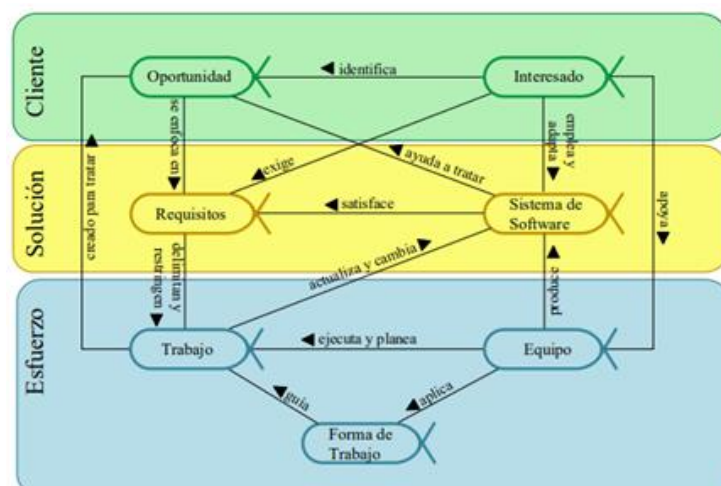 Cliente
Oportunidad
identifica
Interesado
se enfoca en
emplea y
adapta
exige
ayuda a tratar
creado para tratar
apoya
Solución
Requisitos
satisface
Sistema de
Software
delimitan y
restringen
actualiza y cambia
produce
Esfuerzo
Trabajo
ejecuta y planea
Equipo
guía
aplica
Forma de
Trabajo